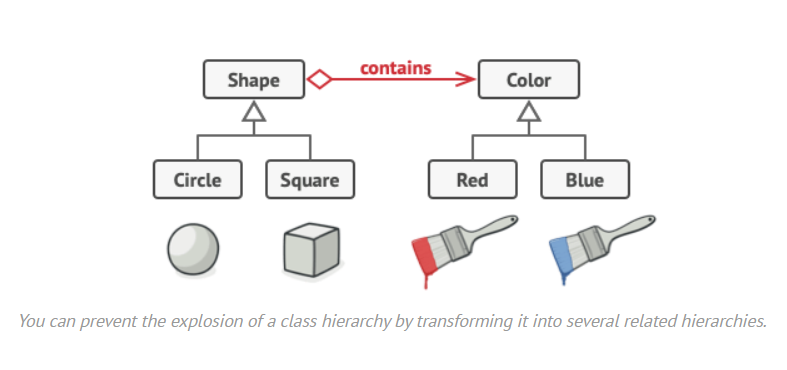 contains
Shape
Color
Circle
Square
Red
Blue
You can prevent the explosion of a class hierarchy by transforming it into several related hierarchies.